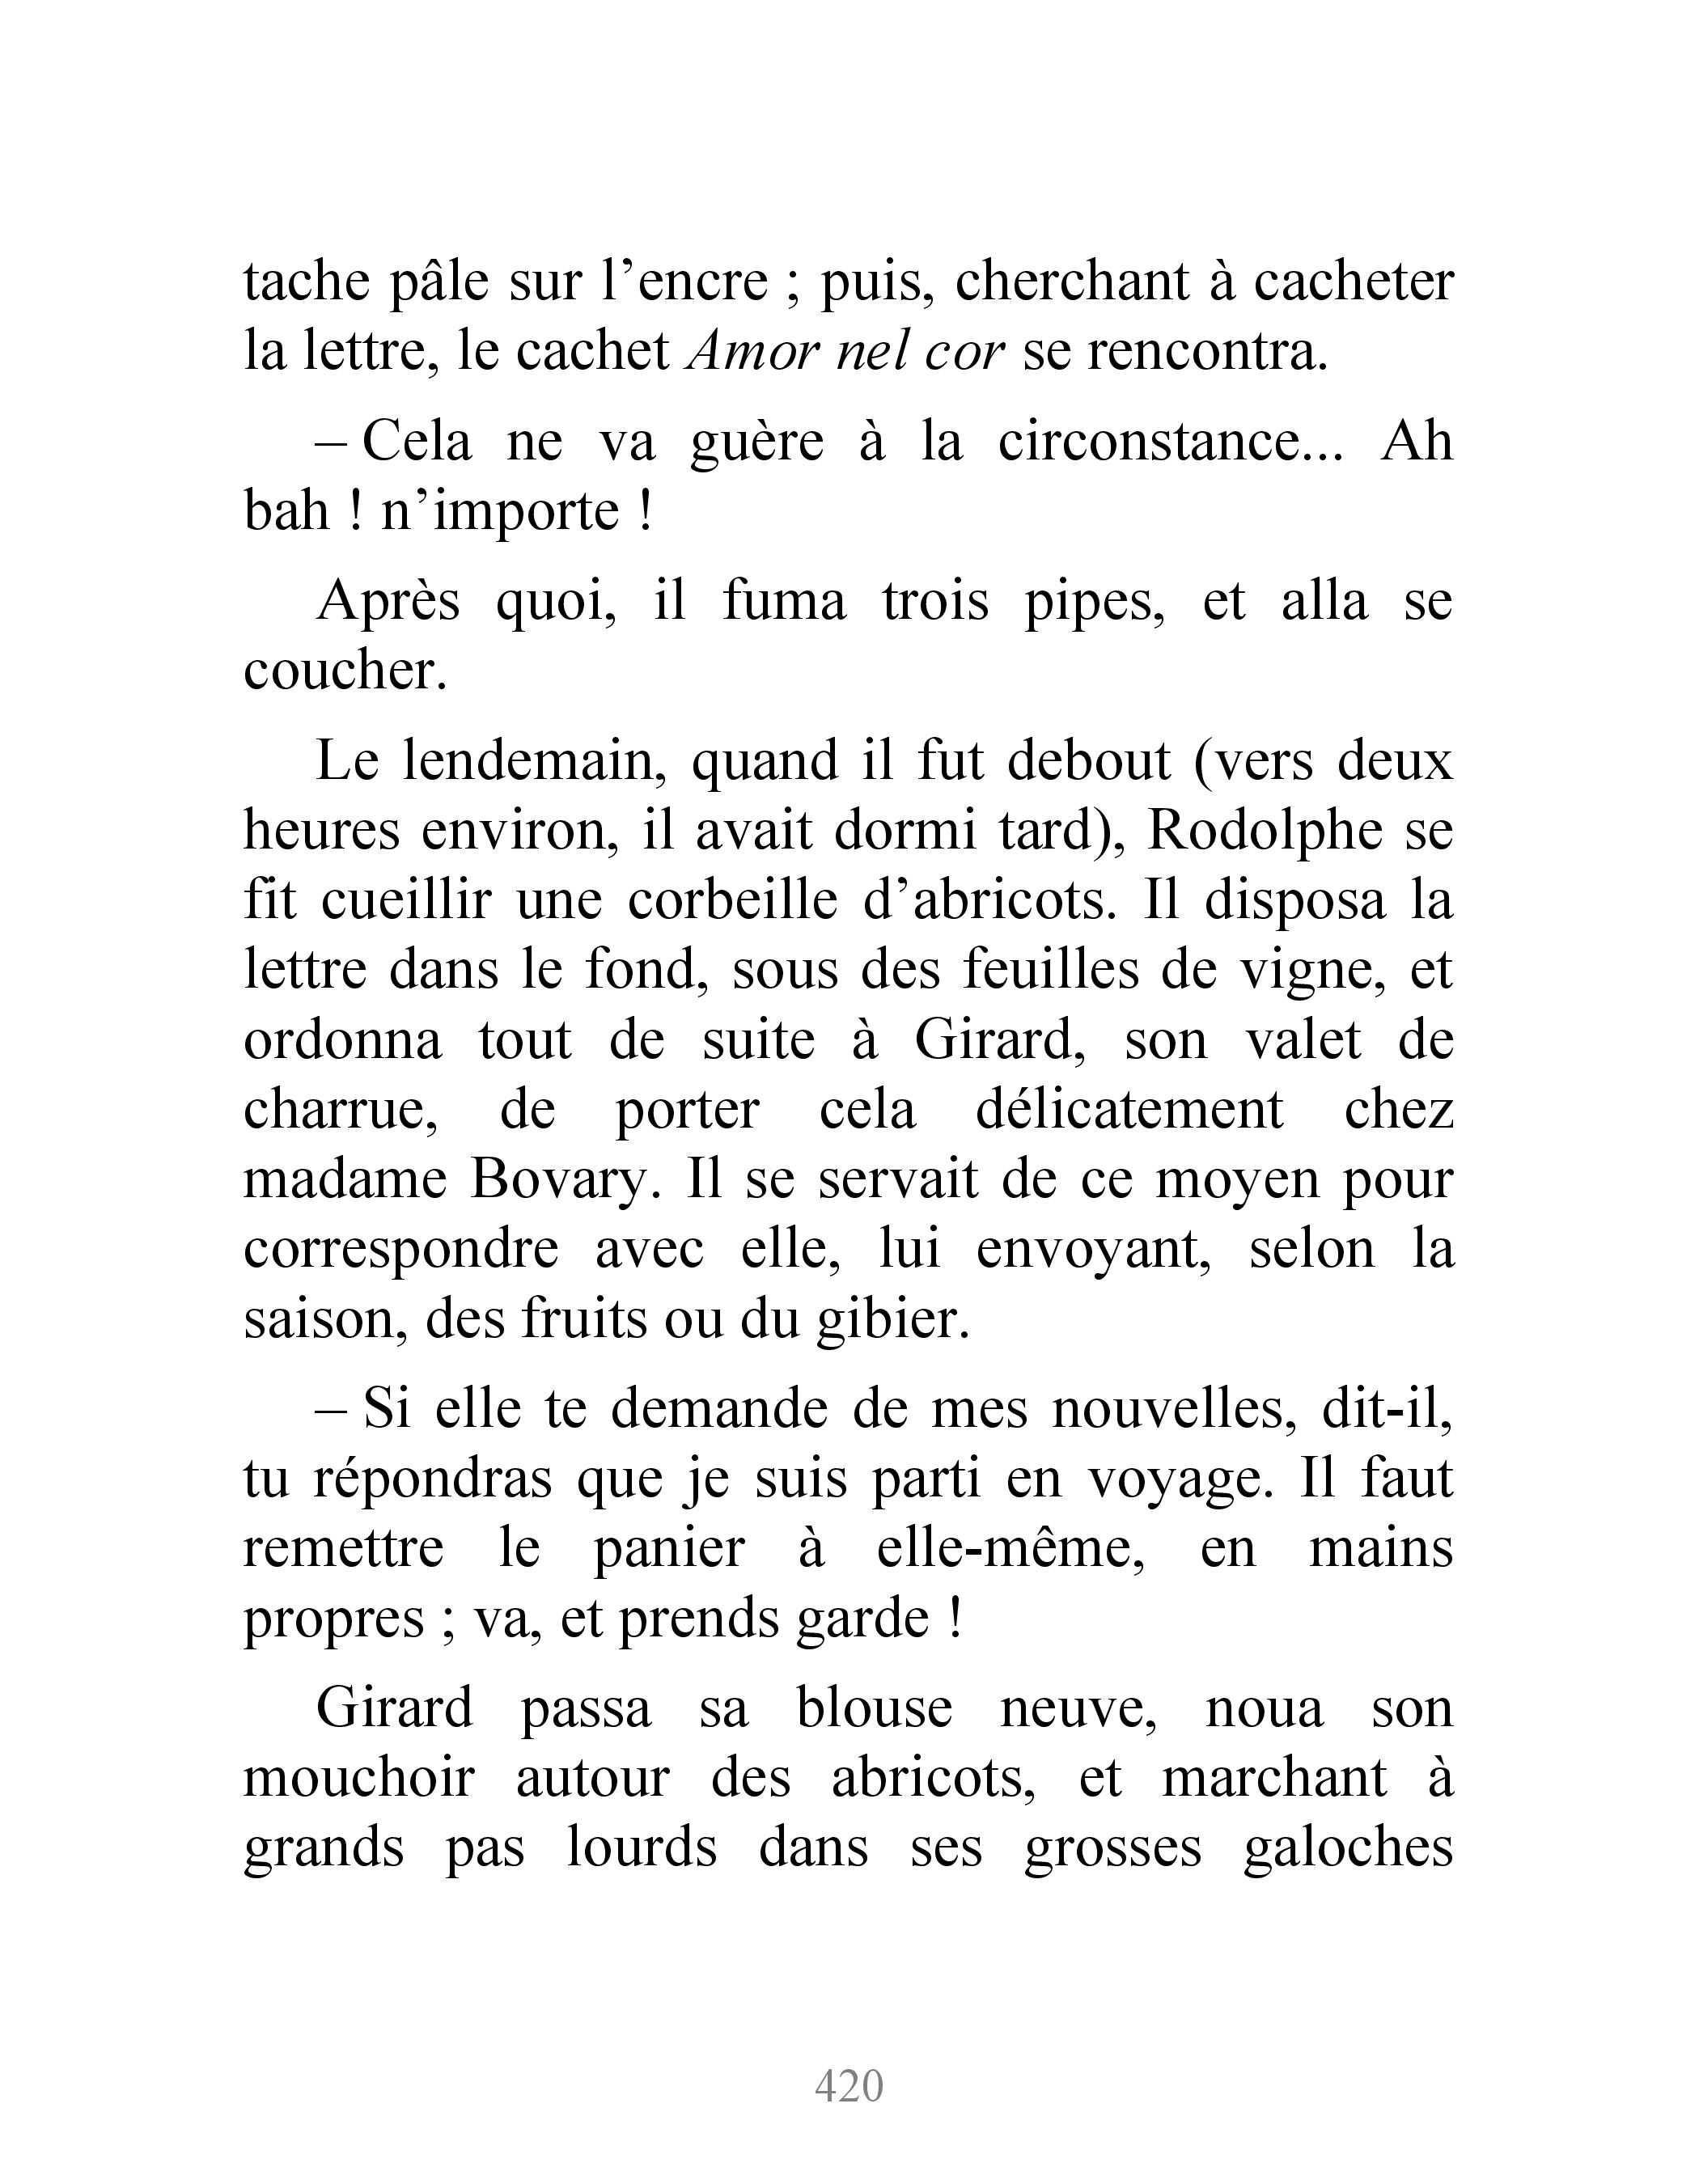 tache pâle sur l’encre ; puis, cherchant à cacheter
la lettre, le cachet Amor nel cor se rencontra.
– Cela ne va guère à la circonstance... Ah
bah ! n’importe !
Après quoi, il fuma trois pipes, et alla se
coucher.
Le lendemain, quand il fut debout (vers deux
heures environ, il avait dormi tard), Rodolphe se
fit cueillir une corbeille d’abricots. Il disposa la
lettre dans le fond, sous des feuilles de vigne, et
ordonna tout de suite à Girard, son valet de
charrue, de porter cela délicatement chez
madame Bovary. Il se servait de ce moyen pour
correspondre avec elle, lui envoyant, selon la
saison, des fruits ou du gibier.
– Si elle te demande de mes nouvelles, dit-il,
tu répondras que je suis parti en voyage. Il faut
remettre le panier à elle-même, en mains
propres ; va, et prends garde !
Girard passa sa blouse neuve, noua son
mouchoir autour des abricots, et marchant à
grands pas lourds dans ses grosses galoches
420